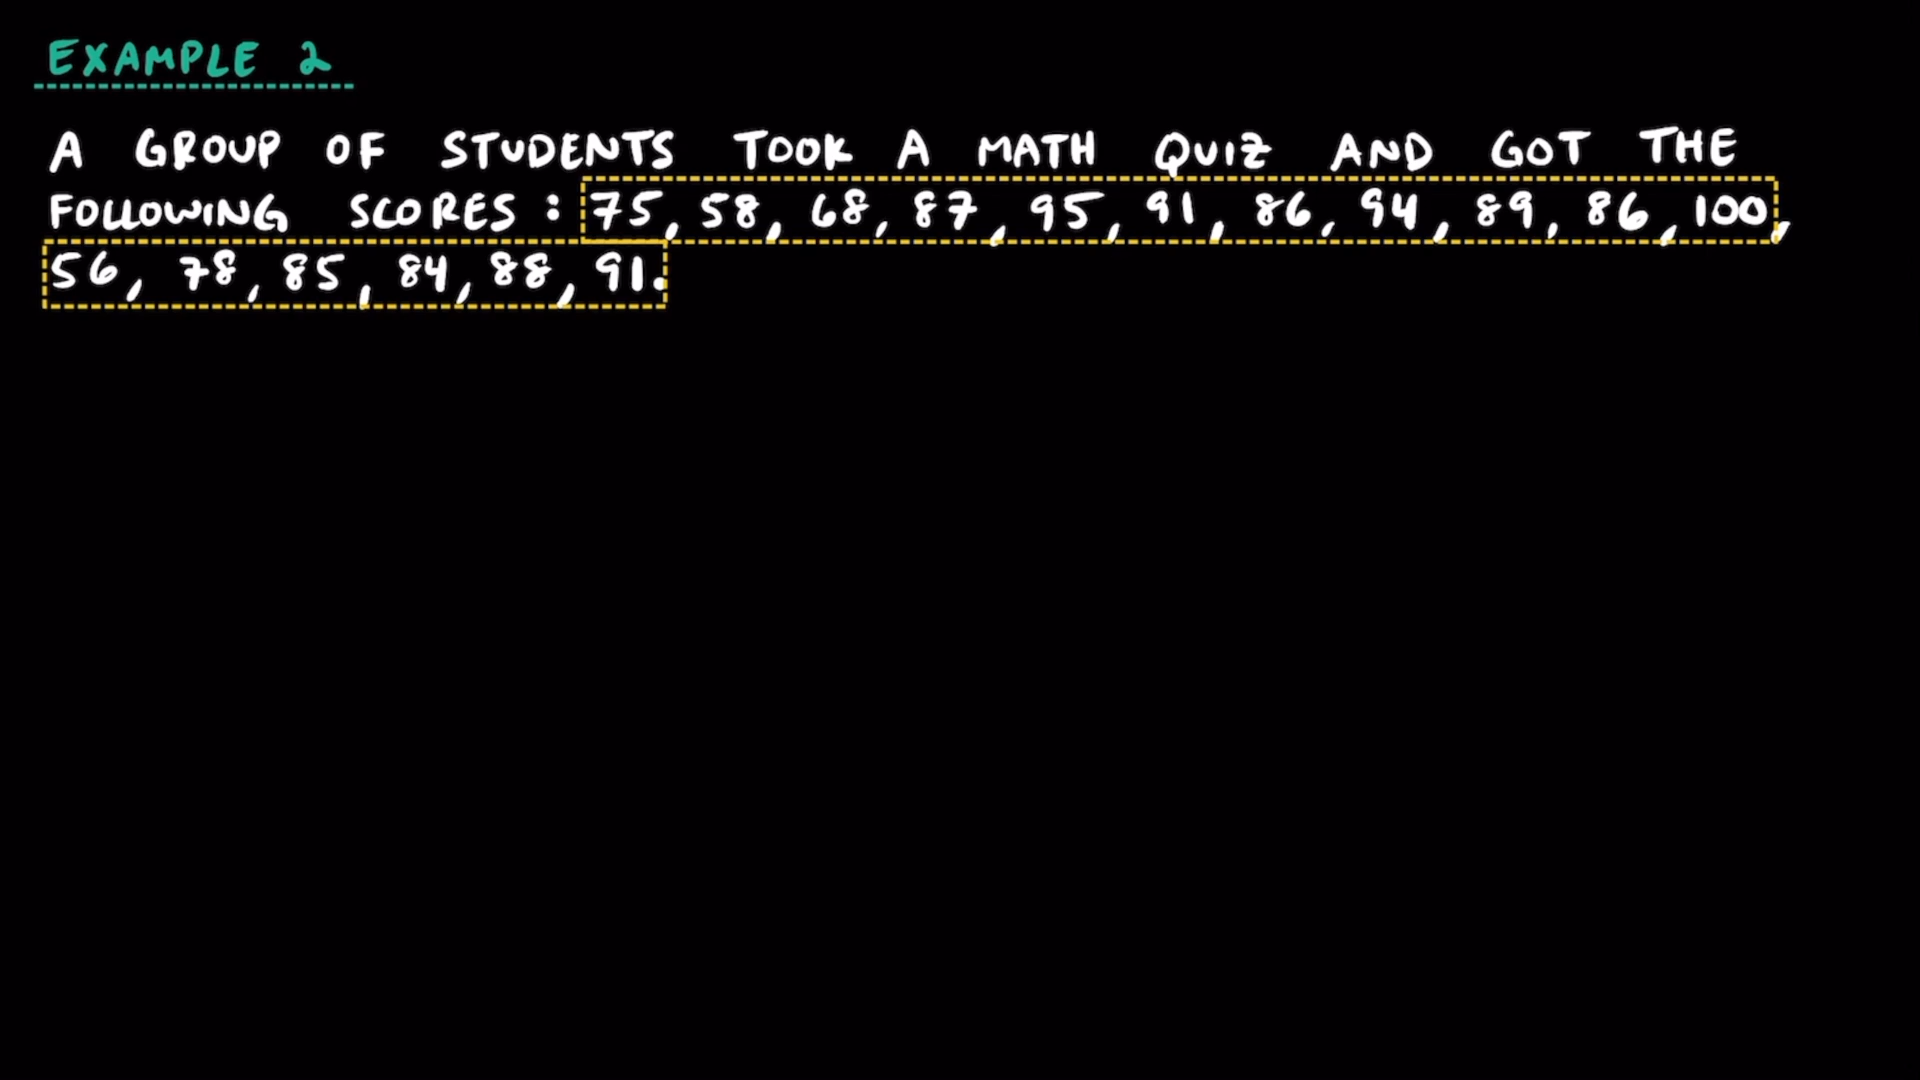 EXAMPLE 2
A GROUP OF STUDENTS TOOK A MATH QUIZ AND GOT THE
FOLLOWING SCORES : 75, 58, 68, 87, 95, 91, 86, 94, 89, 86, 100,
56, 78, 85, 84, 88, 91.